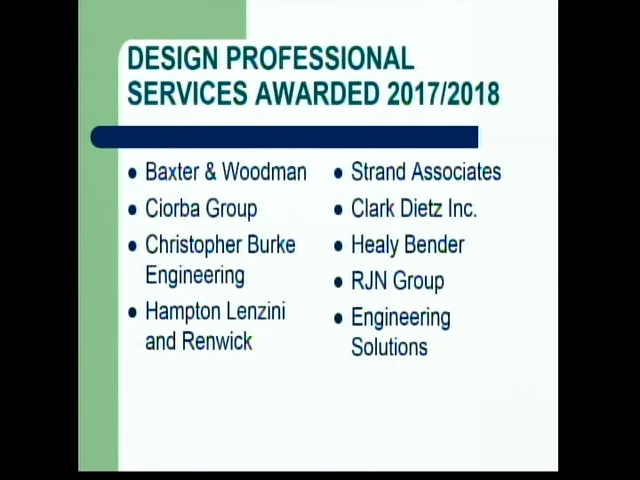 DESIGN PROFESSIONAL
SERVICES AWARDED 2017/2018
Baxter & Woodman
Ciorba Group
Christopher Burke
Engineering
Hampton Lenzini
and Renwick
Strand Associates
Clark Dietz Inc.
Healy Bender
RJN Group
Engineering
Solutions